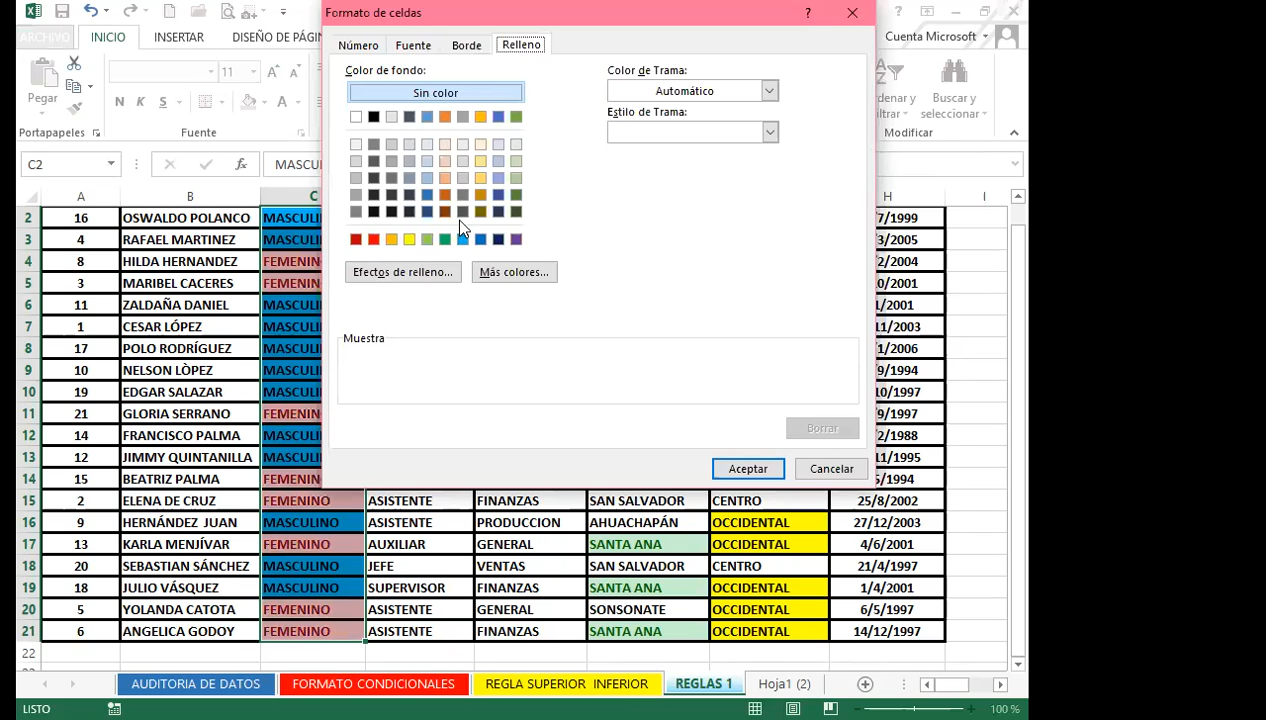 Formato de celdas ?
ARCHIVO INICIO INSERTAR DISEÑO DE PÁGIN Cuenta Microsoft
Número Fuente Borde Relleno
Color de fondo:
Sin color
Color de Trama:
Automático
Estilo de Trama:
Efectos de relleno... Más colores...
Muestra
Borrar
Aceptar Cancelar
Pegar
11
N K S
Portapapeles Fuente
rdenar y
filtrar
Buscar y
seleccionar
Modificar
C2 fx MASCU
A B C H I
2 16 OSWALDO POLANCO MASCULI 7/1999
3 4 RAFAEL MARTINEZ MASCULI 3/2005
4 8 HILDA HERNANDEZ FEMENIN 2/2004
5 3 MARIBEL CACERES FEMENIN 0/2001
6 11 ZALDAÑA DANIEL MASCULI 1/2001
7 1 CESAR LÓPEZ MASCULI 11/2003
8 17 POLO RODRÍGUEZ MASCULI 1/2006
9 10 NELSON LÒPEZ MASCULI 9/1994
10 19 EDGAR SALAZAR MASCULI 10/1997
11 21 GLORIA SERRANO FEMENIN 9/1997
12 14 FRANCISCO PALMA MASCULI 2/1988
13 12 JIMMY QUINTANILLA MASCULI 11/1995
14 15 BEATRIZ PALMA FEMENIN 1/1999
15 2 ELENA DE CRUZ FEMENINO ASISTENTE FINANZAS SAN SALVADOR CENTRO 25/8/2002
16 9 HERNÁNDEZ JUAN MASCULINO ASISTENTE PRODUCCION AHUACHAPÁN OCCIDENTAL 27/12/2003
17 13 KARLA MENJÍVAR FEMENINO AUXILIAR GENERAL SANTA ANA OCCIDENTAL 4/6/2001
18 20 SEBASTIAN SÁNCHEZ MASCULINO JEFE VENTAS SAN SALVADOR CENTRO 21/4/1997
19 18 JULIO VÁSQUEZ MASCULINO SUPERVISOR FINANZAS SANTA ANA OCCIDENTAL 1/4/2001
20 5 YOLANDA CATOTA FEMENINO ASISTENTE GENERAL SONSONATE OCCIDENTAL 6/5/1997
21 6 ANGELICA GODOY FEMENINO ASISTENTE FINANZAS SANTA ANA OCCIDENTAL 14/12/1997
22
AUDITORIA DE DATOS FORMATO CONDICIONALES REGLA SUPERIOR INFERIOR REGLAS 1 Hoja1 (2)
LISTO 100 %